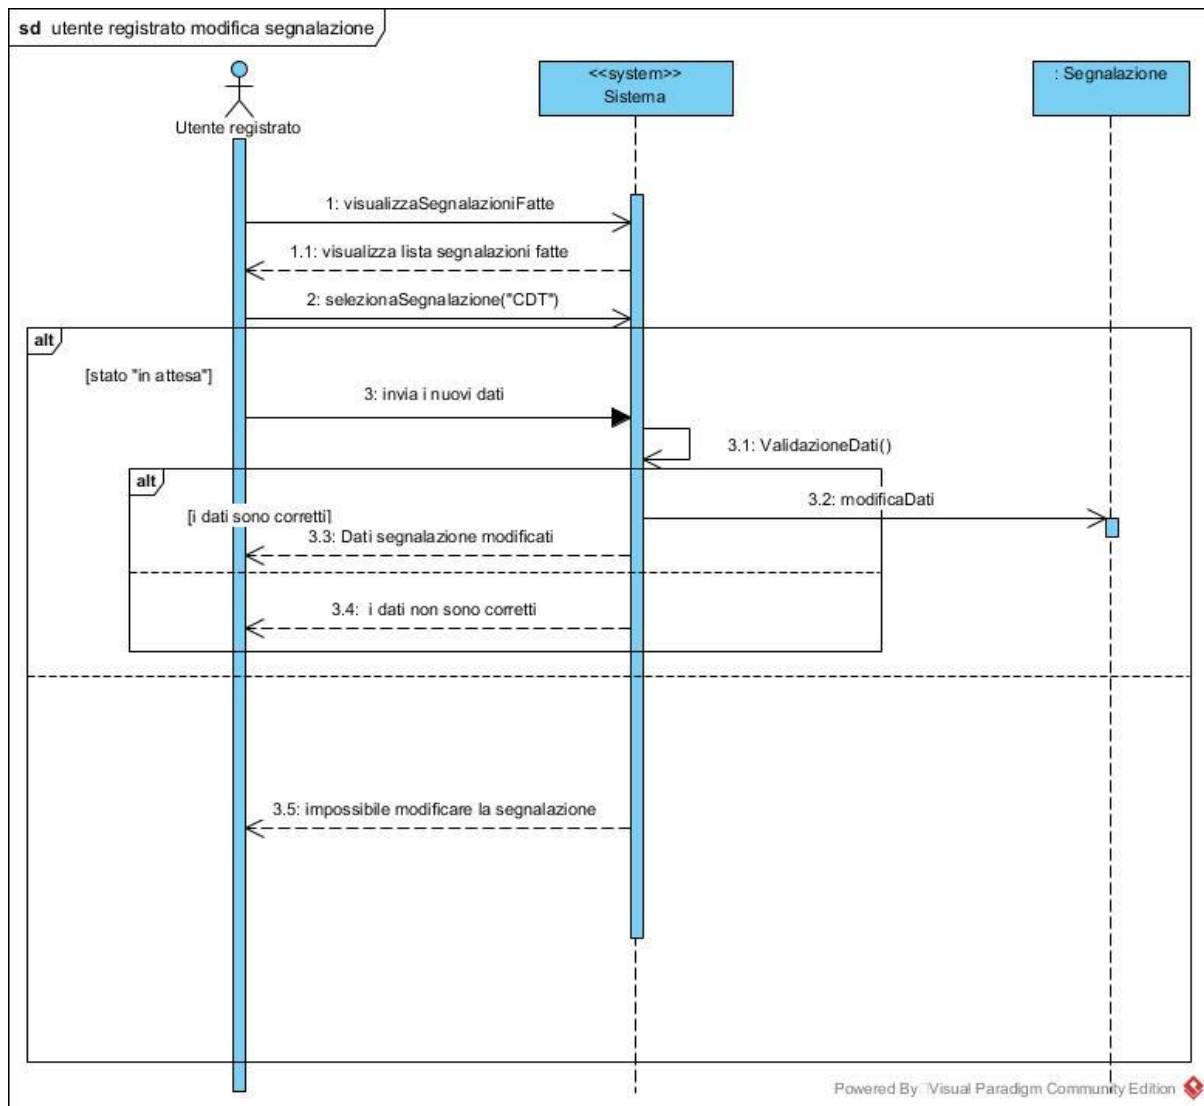 sd utente registrato modifica segnalazione
<<system>>
Sistema
: Segnalazione
Utente registrato
1: visualizzaSegnalazioniFatte
1.1: visualizza lista segnalazioni fatte
2: selezionaSegnalazione("CDT")
alt
[stato "in attesa"]
3: invia i nuovi dati
3.1: ValidazioneDati()
alt
3.2: modificaDati
[i dati sono corretti]
3.3: Dati segnalazione modificati
3.4: i dati non sono corretti
3.5: impossibile modificare la segnalazione
Powered By Visual Paradigm Community Edition